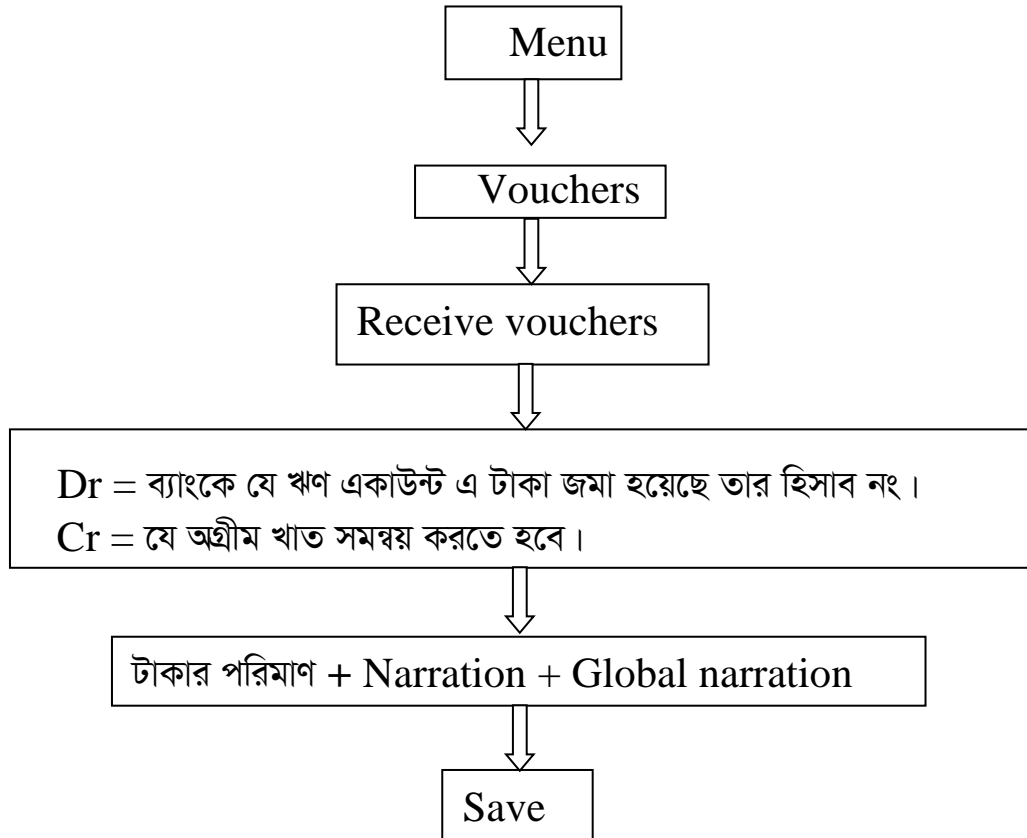 Menu
Vouchers
Receive vouchers
Dr = ব্যাংকে যে ঋণ একাউন্ট এ টাকা জমা হয়েছে তার হিসাব নং।
Cr = যে অগ্রীম খাত সমন্বয় করতে হবে।
টাকার পরিমাণ + Narration + Global narration
Save